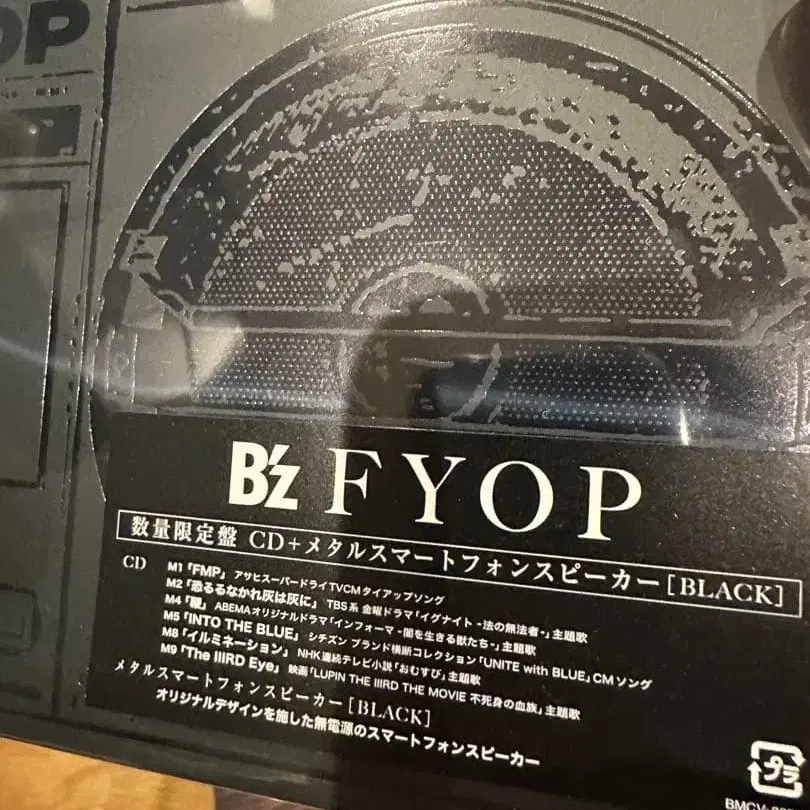 OP
B'z FYOP
数量限定盤 CD+メタルスマートフォンスピーカー[BLACK]
CD M1「FMP」 アサヒスーパードライTVCMタイアップソング
M2「恐るるなかれ灰は灰に」 TBS系 金曜ドラマ「イグナイト -法の無法者-」主題歌
M4「龍」 ABEMAオリジナルドラマ「インフォーマ -闇を生きる獣たち-」主題歌
M5「INTO THE BLUE」 シチズン ブランド横断コレクション「UNITE with BLUE」CMソング
M8「イルミネーション」 NHK連続テレビ小説「おむすび」主題歌
M9「The IIIRD Eye」 映画「LUPIN THE IIIRD THE MOVIE 不死身の血族」主題歌
メタルスマートフォンスピーカー[BLACK]
オリジナルデザインを施した無電源のスマートフォンスピーカー
プラ